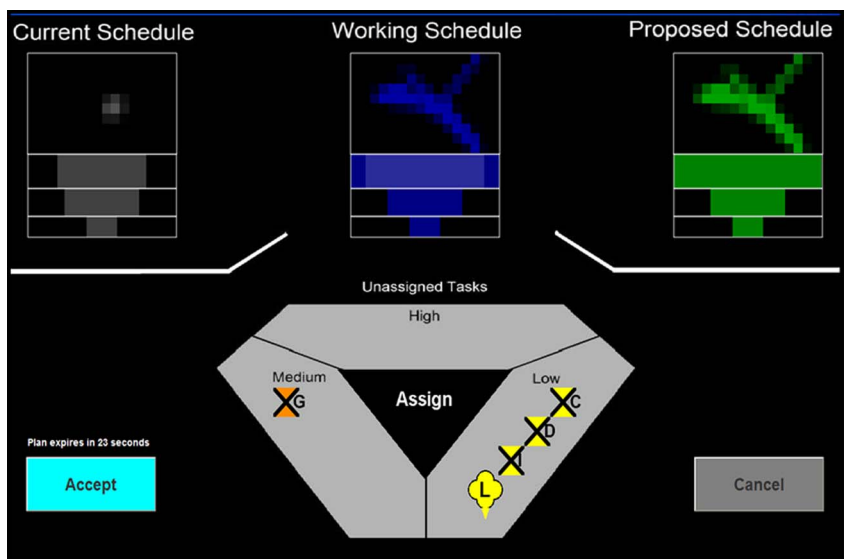 Current Schedule
Working Schedule
Proposed Schedule
Unassigned Tasks
High
Medium
Low
G
Assign
C
D
I
L
Plan expires in 23 seconds
Accept
Cancel